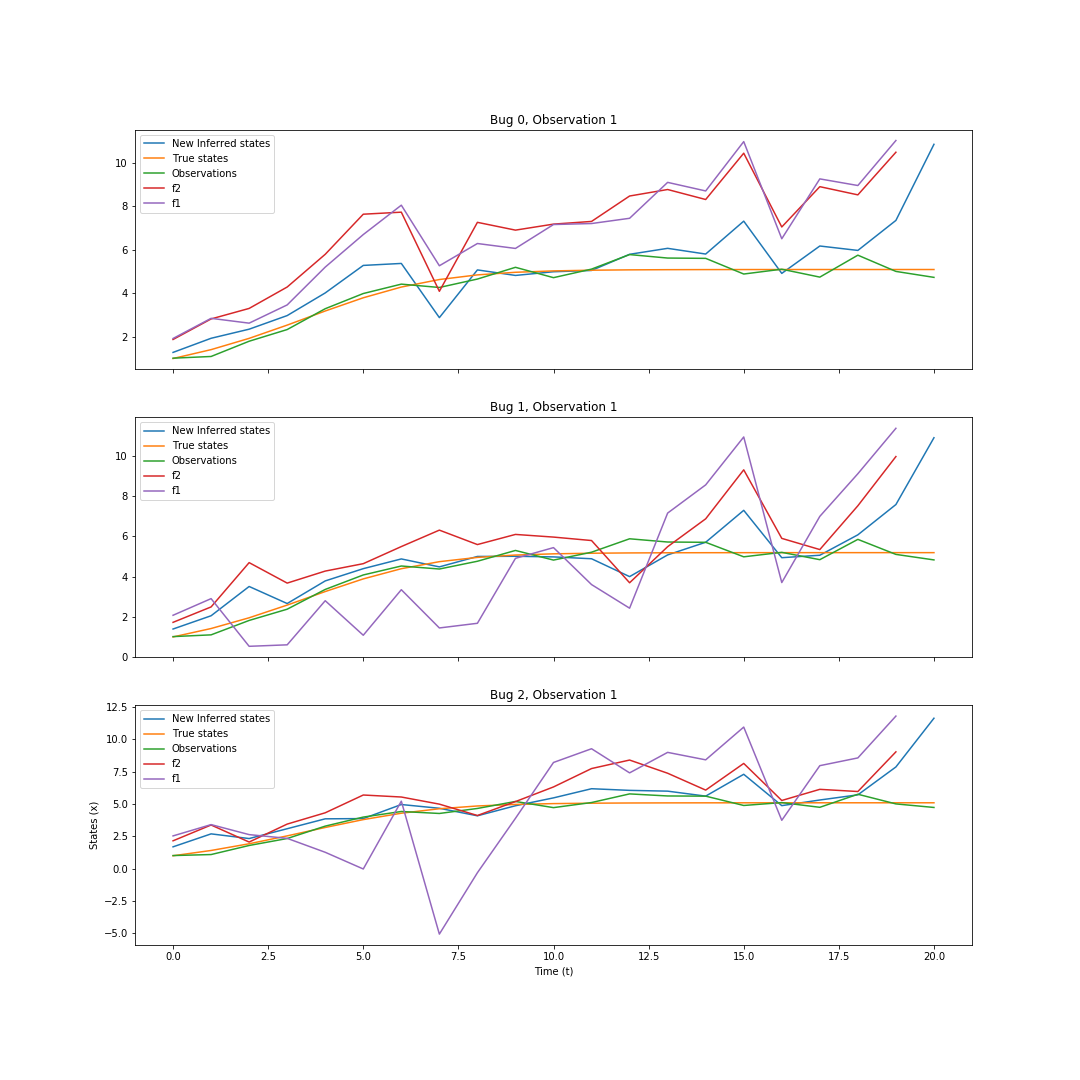 Bug 0, Observation 1
New Inferred states
True states
Observations
f2
f1
10
8
6
4
2
Bug 1, Observation 1
New Inferred states
True states
Observations
f2
f1
10
8
6
4
2
0
Bug 2, Observation 1
New Inferred states
True states
Observations
f2
f1
12.5
10.0
7.5
5.0
2.5
0.0
−2.5
−5.0
States (x)
0.0 2.5 5.0 7.5 10.0 12.5 15.0 17.5 20.0
Time (t)